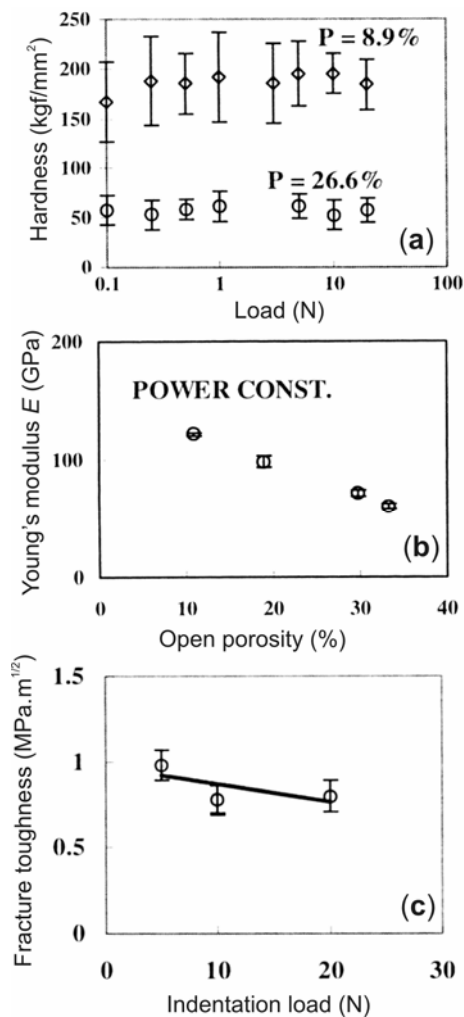 Hardness (kgf/mm²)
250
200
150
100
50
0
P = 8.9%
P = 26.6%
(a)
0.1 1 10 100
Load (N)
Young's modulus E (GPa)
200
100
0
POWER CONST.
(b)
0 10 20 30 40
Open porosity (%)
Fracture toughness (MPa.m^1/2)
1.5
1
0.5
0
(c)
0 10 20 30
Indentation load (N)